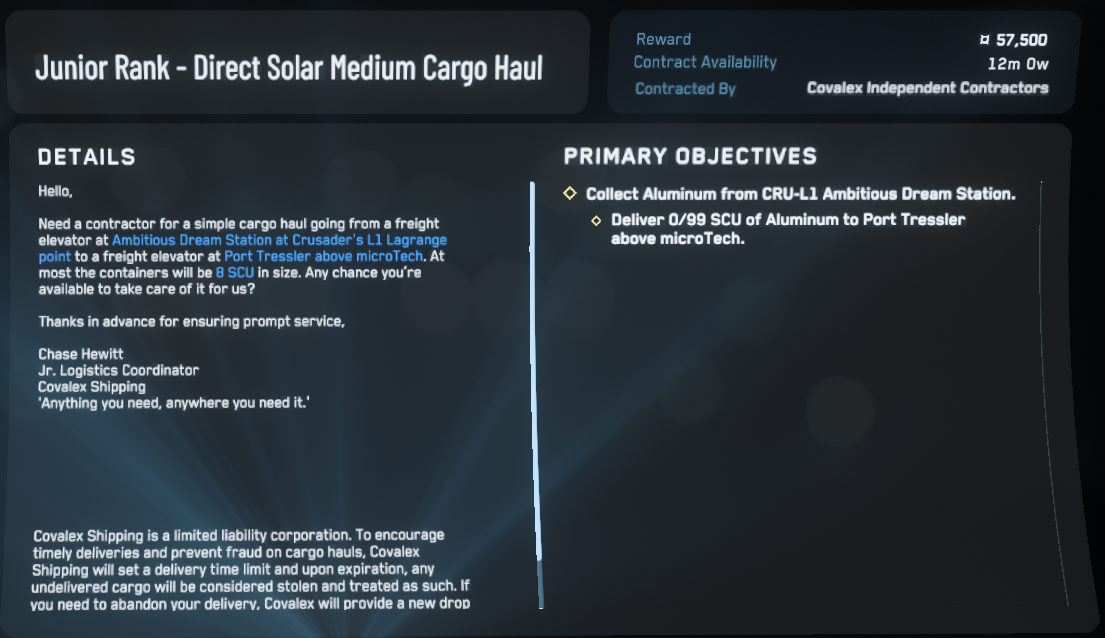 Junior Rank - Direct Solar Medium Cargo Haul
Reward ¤ 57,500
Contract Availability 12m 0w
Contracted By Covalex Independent Contractors
DETAILS
Hello,
Need a contractor for a simple cargo haul going from a freight
elevator at Ambitious Dream Station at Crusader's L1 Lagrange
point to a freight elevator at Port Tressler above microTech. At
most the containers will be 8 SCU in size. Any chance you're
available to take care of it for us?
Thanks in advance for ensuring prompt service,
Chase Hewitt
Jr. Logistics Coordinator
Covalex Shipping
'Anything you need, anywhere you need it.'
Covalex Shipping is a limited liability corporation. To encourage
timely deliveries and prevent fraud on cargo hauls, Covalex
Shipping will set a delivery time limit and upon expiration, any
undelivered cargo will be considered stolen and treated as such. If
you need to abandon your delivery, Covalex will provide a new drop
PRIMARY OBJECTIVES
Collect Aluminum from CRU-L1 Ambitious Dream Station.
Deliver 0/99 SCU of Aluminum to Port Tressler
above microTech.